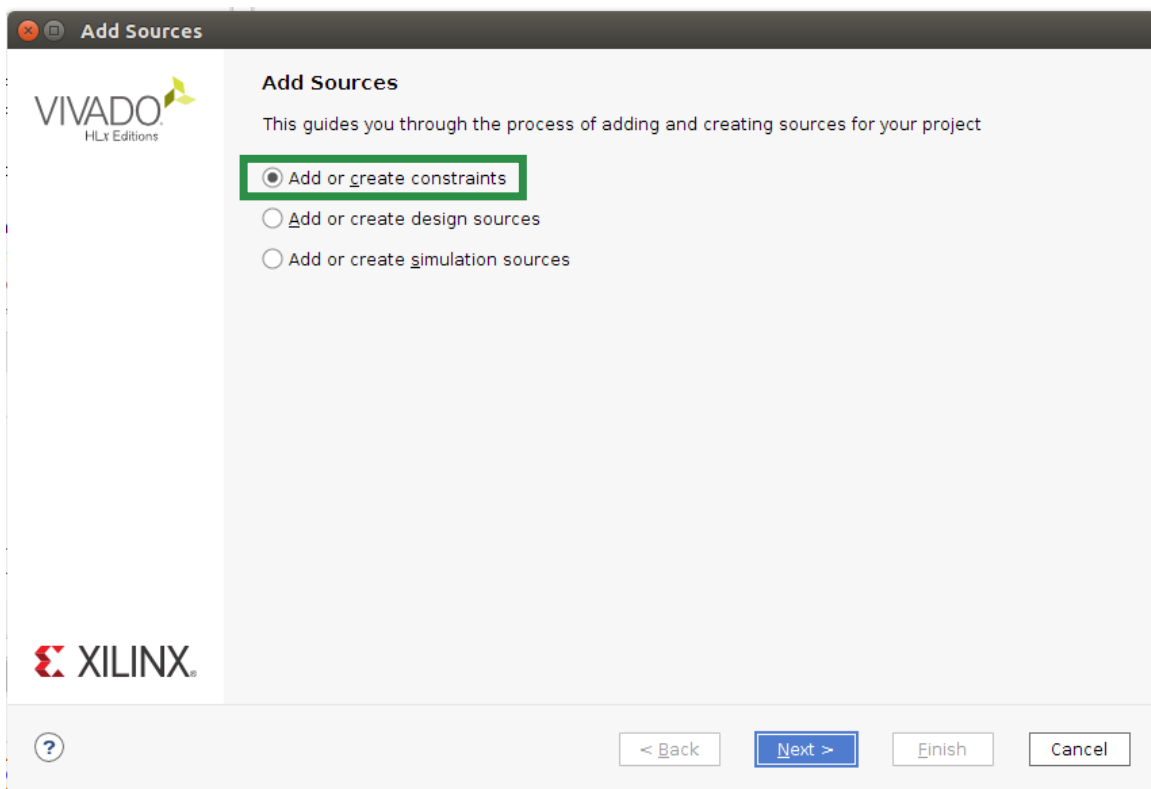 Add Sources
VIVADO.
HLx Editions
Add Sources
This guides you through the process of adding and creating sources for your project
Add or create constraints
Add or create design sources
Add or create simulation sources
XILINX®
?
< Back
Next >
Finish
Cancel